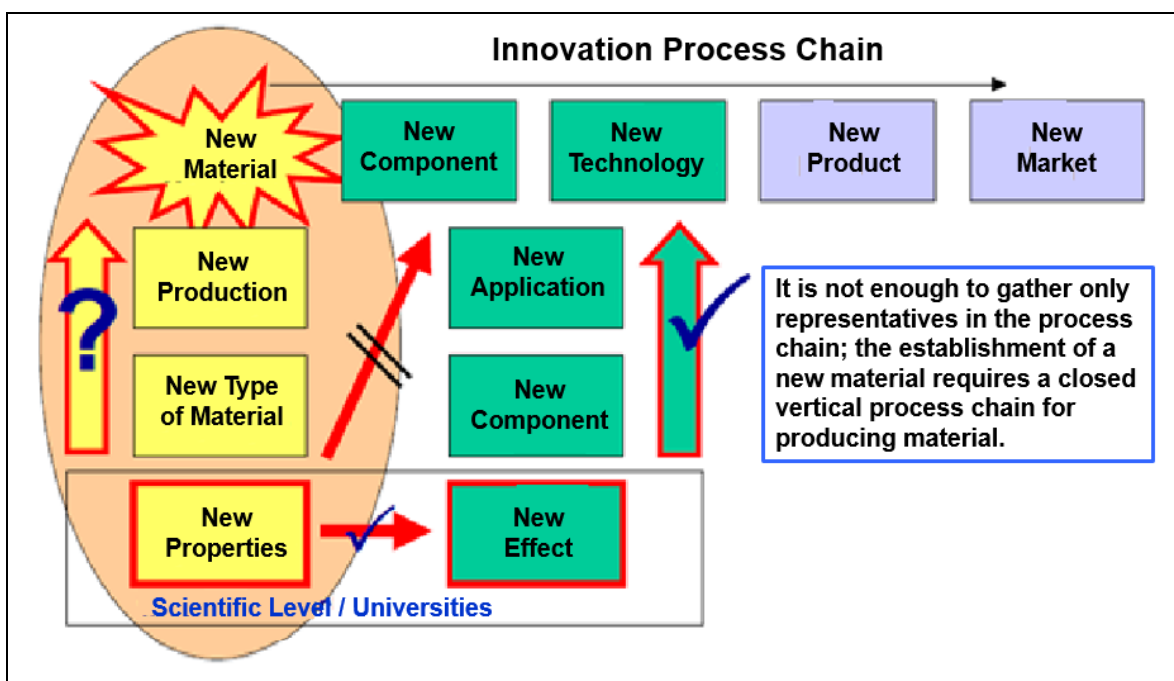 Innovation Process Chain
New
Material
New
Component
New
Technology
New
Product
New
Market
New
Production
New
Application
?
It is not enough to gather only
representatives in the process
chain; the establishment of a
new material requires a closed
vertical process chain for
producing material.
New Type
of Material
New
Component
New
Properties
New
Effect
Scientific Level / Universities